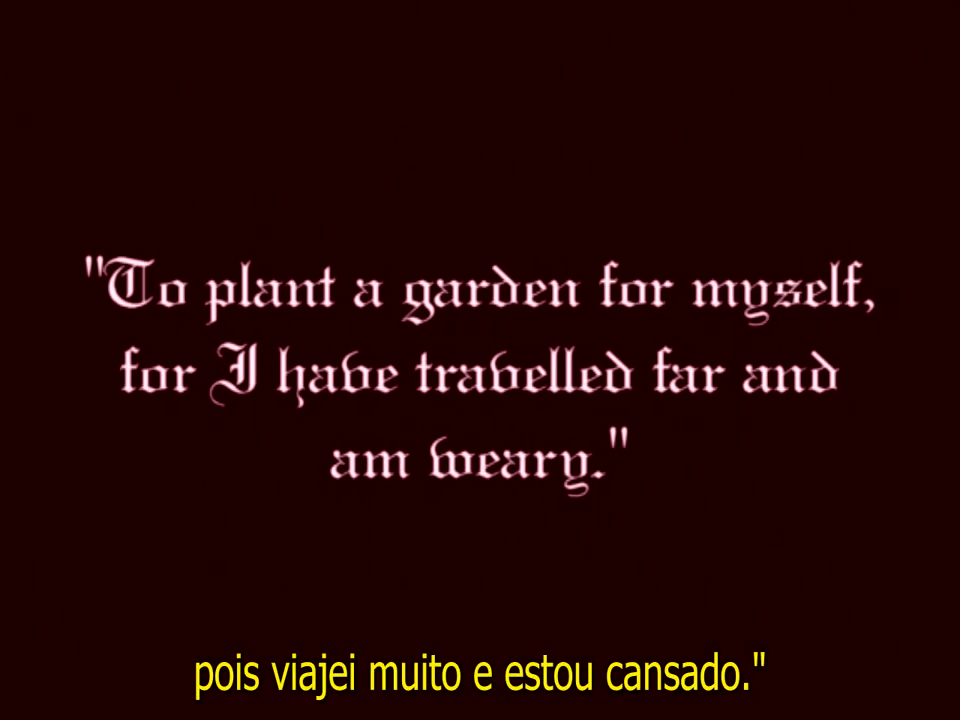 "To plant a garden for myself,
for I have travelled far and
am weary."
pois viajei muito e estou cansado."